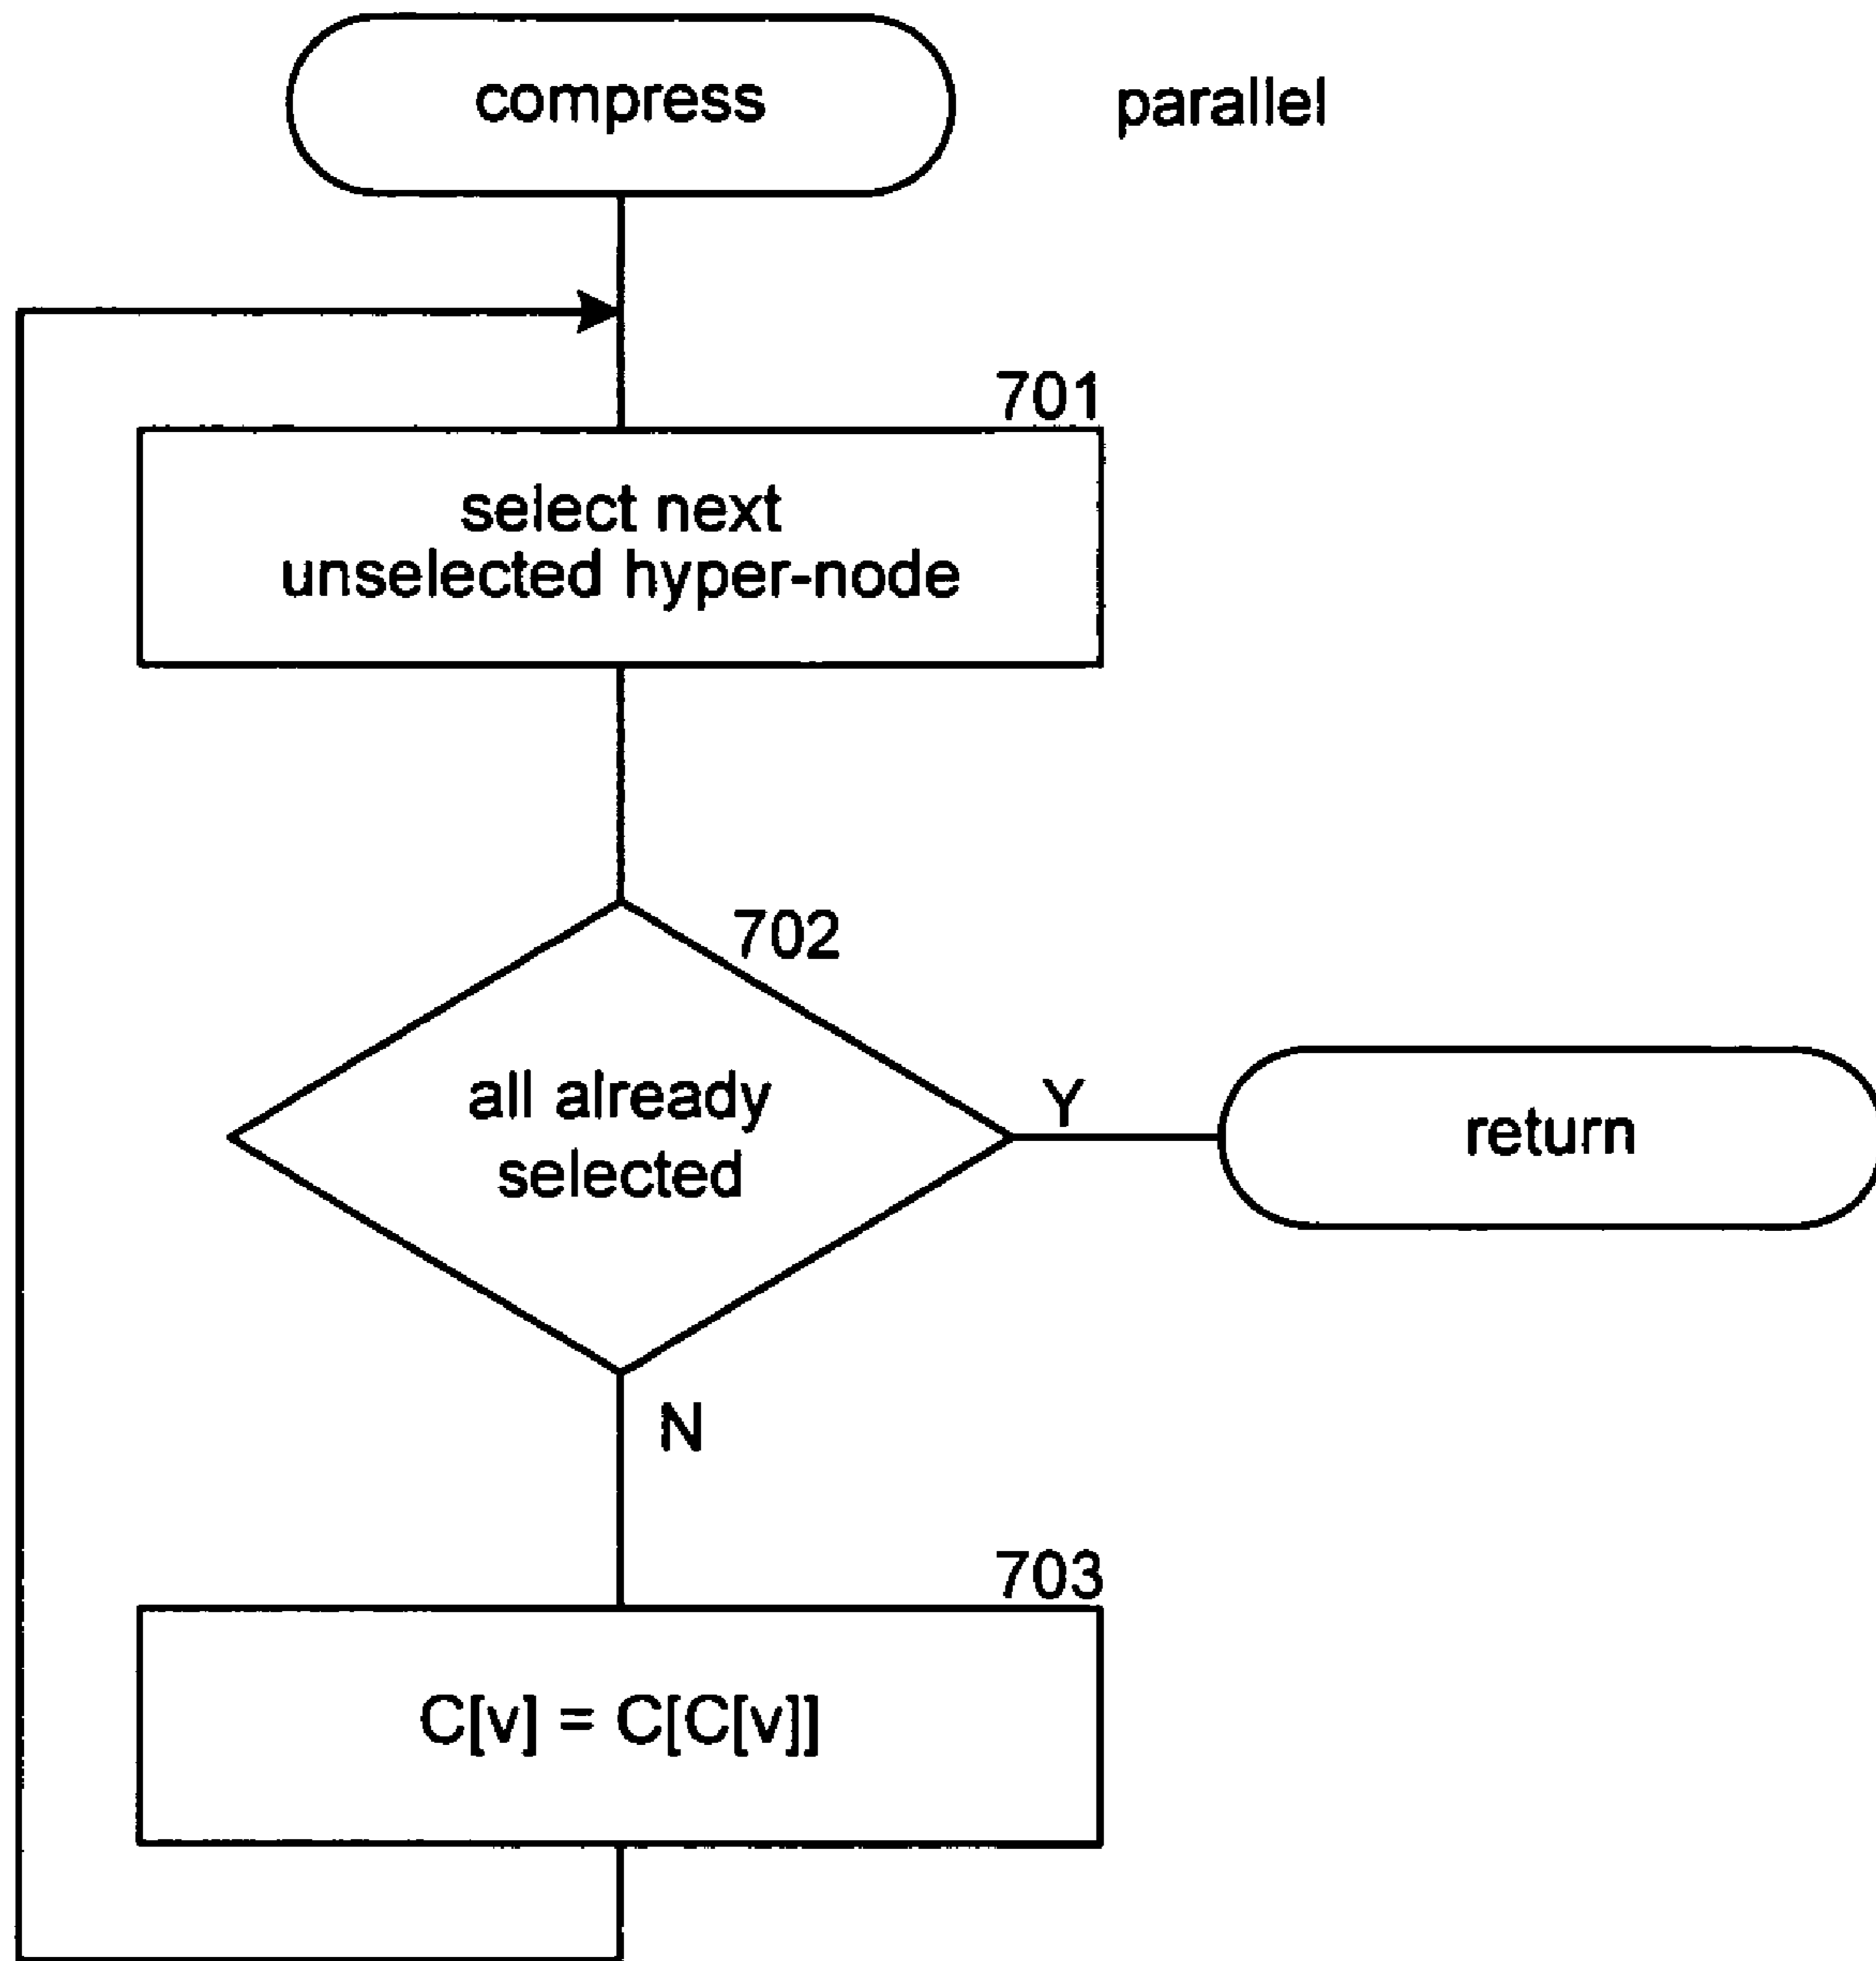 compress
parallel
701
select next
unselected hyper-node
702
all already
selected
Y
return
N
703
C[v] = C[C[v]]